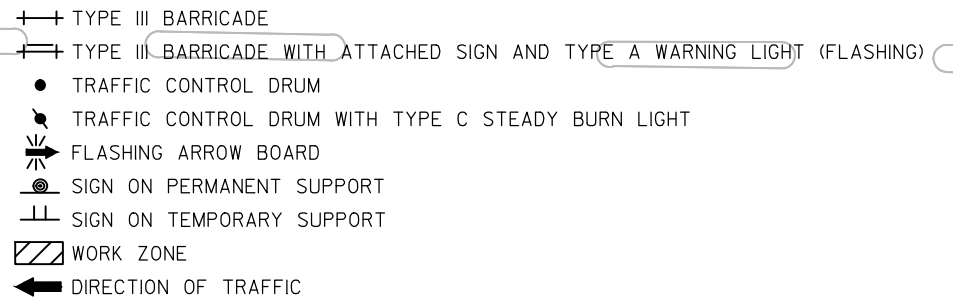 TYPE III BARRICADE
TYPE III BARRICADE WITH ATTACHED SIGN AND TYPE A WARNING LIGHT (FLASHING)
TRAFFIC CONTROL DRUM
TRAFFIC CONTROL DRUM WITH TYPE C STEADY BURN LIGHT
FLASHING ARROW BOARD
SIGN ON PERMANENT SUPPORT
SIGN ON TEMPORARY SUPPORT
WORK ZONE
DIRECTION OF TRAFFIC